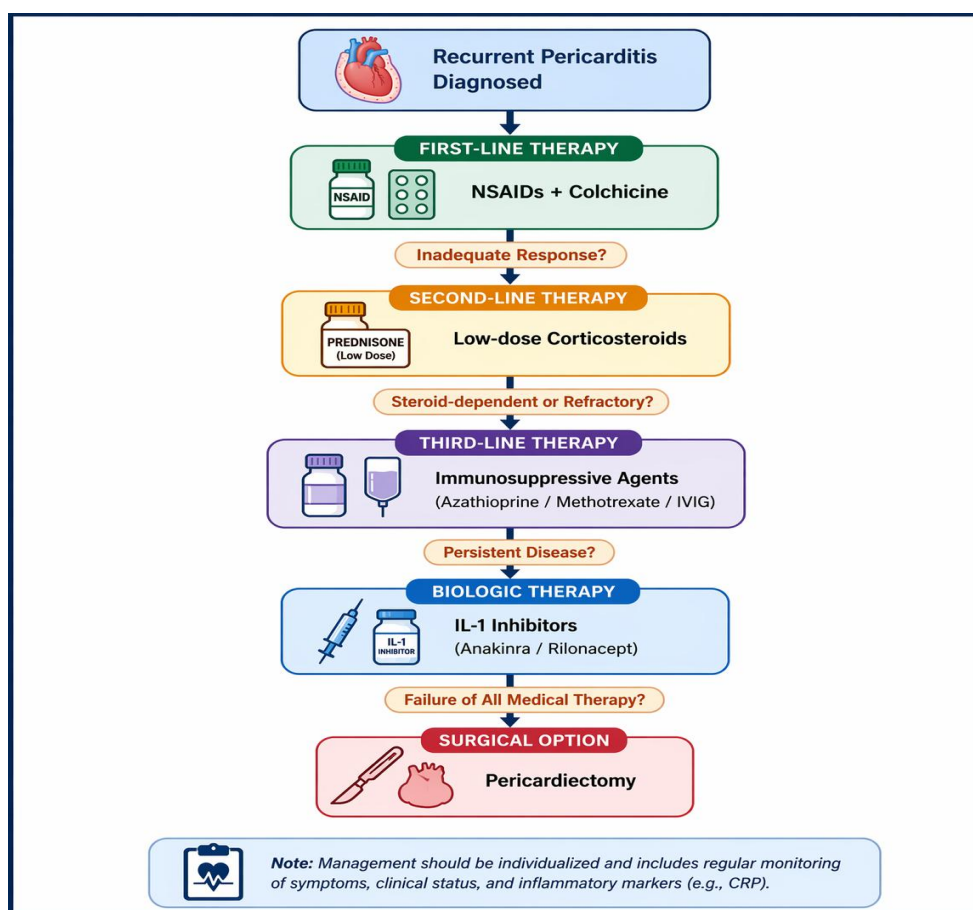 Recurrent Pericarditis
Diagnosed
FIRST-LINE THERAPY
NSAID
NSAIDs + Colchicine
Inadequate Response?
SECOND-LINE THERAPY
PREDNISONE
(Low Dose)
Low-dose Corticosteroids
Steroid-dependent or Refractory?
THIRD-LINE THERAPY
Immunosuppressive Agents
(Azathioprine / Methotrexate / IVIG)
Persistent Disease?
BIOLOGIC THERAPY
IL-1
INHIBITOR
IL-1 Inhibitors
(Anakinra / Rilonacept)
Failure of All Medical Therapy?
SURGICAL OPTION
Pericardiectomy
Note: Management should be individualized and includes regular monitoring
of symptoms, clinical status, and inflammatory markers (e.g., CRP).